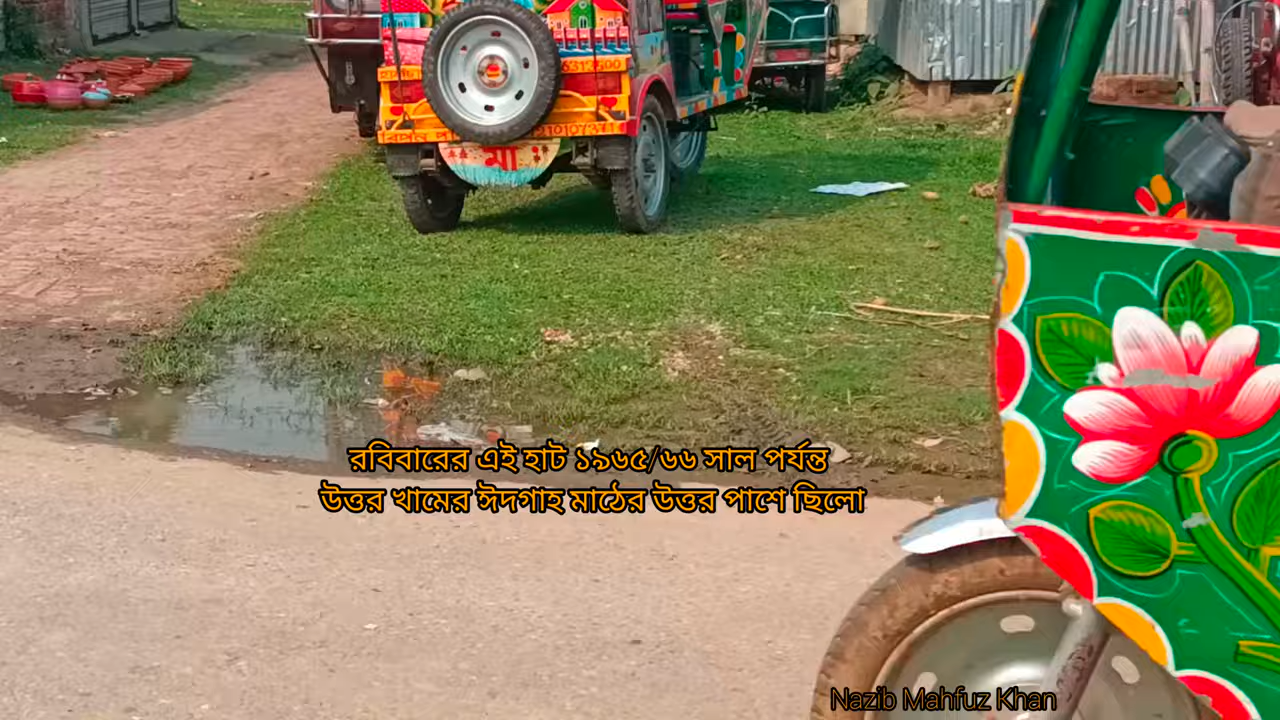 মা
রবিবারের এই হাট ১৯৬৫/৬৬ সাল পর্যন্ত
উত্তর খামের ঈদগাহ মাঠের উত্তর পাশে ছিলো
Nazib Mahfuz Khan